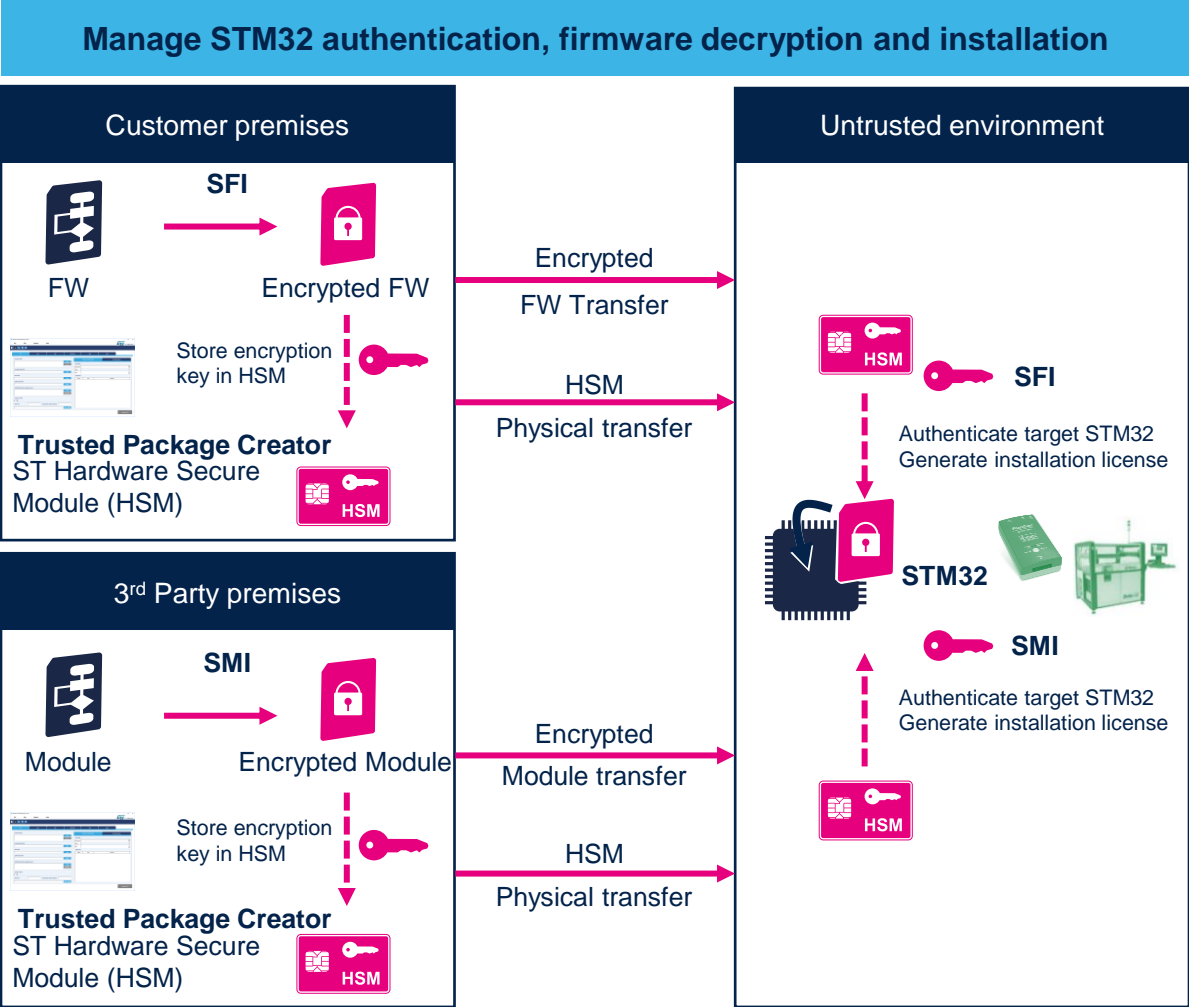 Manage STM32 authentication, firmware decryption and installation
Customer premises
SFI
FW
Encrypted FW
Store encryption
key in HSM
Trusted Package Creator
ST Hardware Secure
Module (HSM)
HSM
3rd Party premises
SMI
Module
Encrypted Module
Store encryption
key in HSM
Trusted Package Creator
ST Hardware Secure
Module (HSM)
HSM
Encrypted
FW Transfer
HSM
Physical transfer
Encrypted
Module transfer
HSM
Physical transfer
Untrusted environment
HSM
SFI
Authenticate target STM32
Generate installation license
STM32
SMI
Authenticate target STM32
Generate installation license
HSM